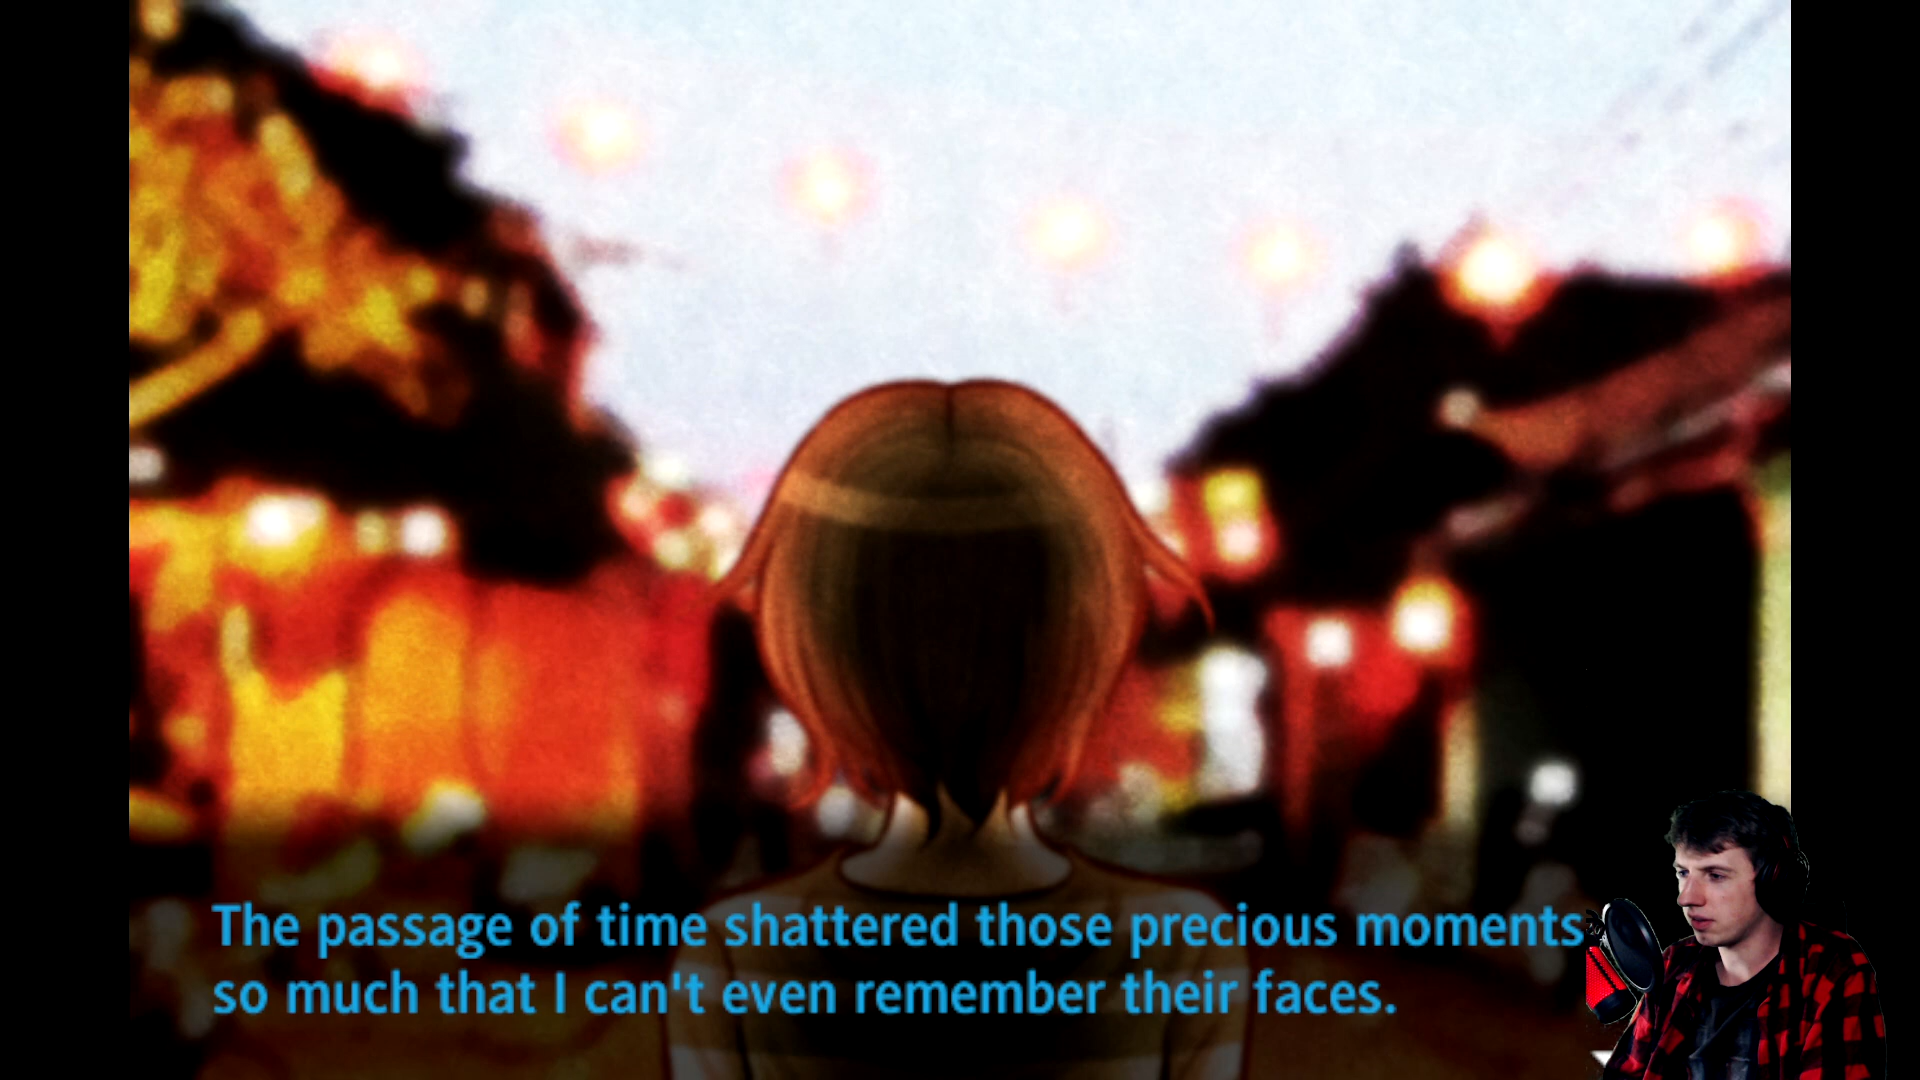 The passage of time shattered those precious moments
so much that I can't even remember their faces.